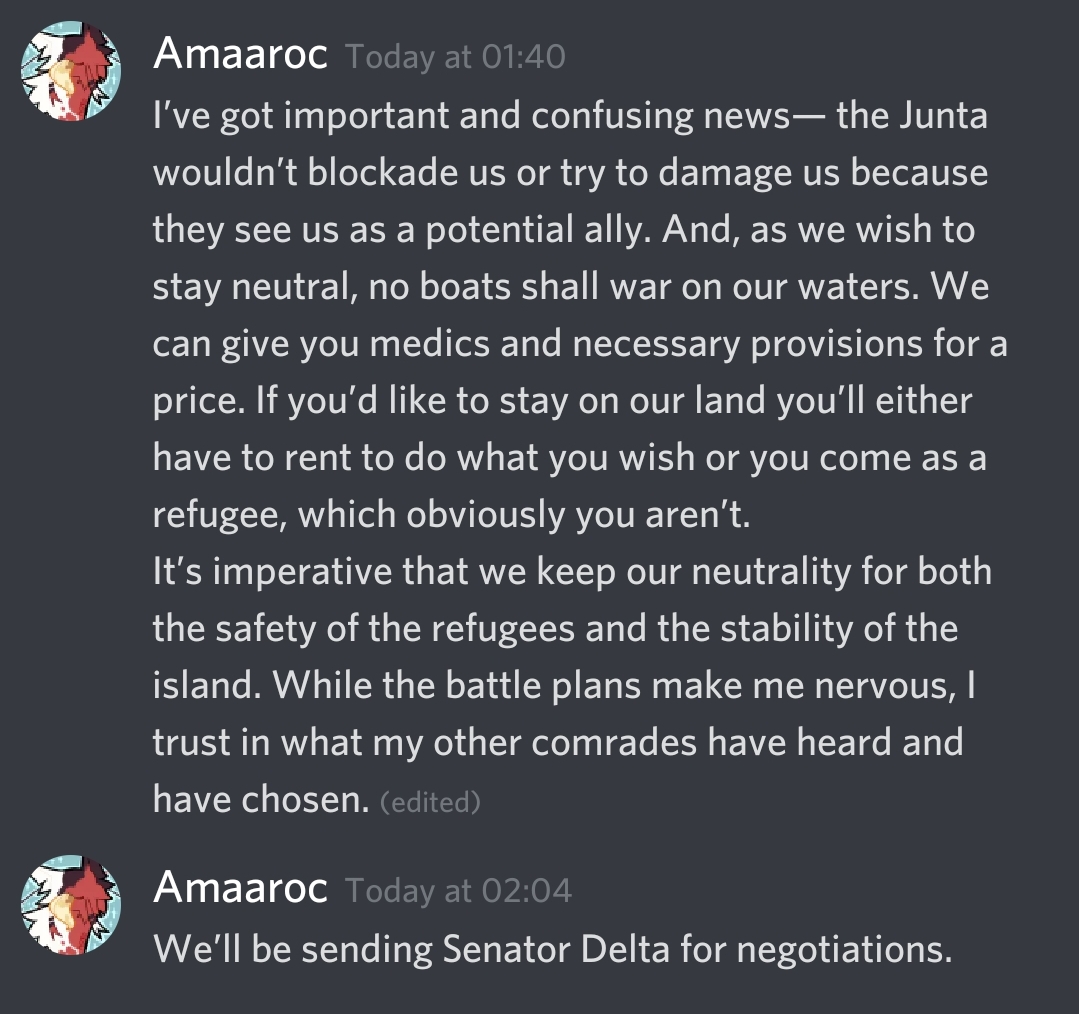 Amaaroc Today at 01:40
I’ve got important and confusing news— the Junta
wouldn’t blockade us or try to damage us because
they see us as a potential ally. And, as we wish to
stay neutral, no boats shall war on our waters. We
can give you medics and necessary provisions for a
price. If you’d like to stay on our land you’ll either
have to rent to do what you wish or you come as a
refugee, which obviously you aren’t.
It’s imperative that we keep our neutrality for both
the safety of the refugees and the stability of the
island. While the battle plans make me nervous, I
trust in what my other comrades have heard and
have chosen. (edited)
Amaaroc Today at 02:04
We’ll be sending Senator Delta for negotiations.